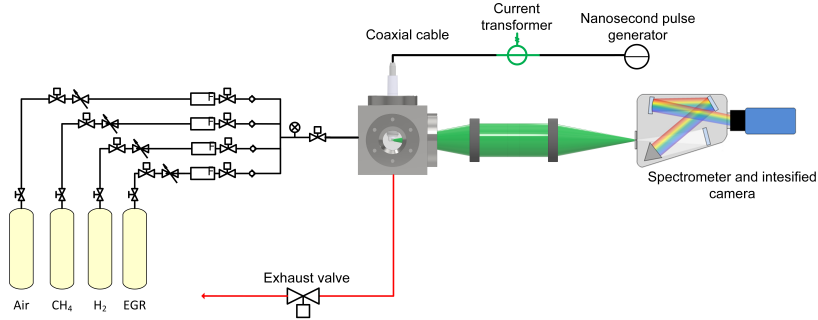 Current
transformer
Nanosecond pulse
generator
Coaxial cable
F
F
F
F
Spectrometer and intesified
camera
Exhaust valve
Air
CH₄
H₂
EGR